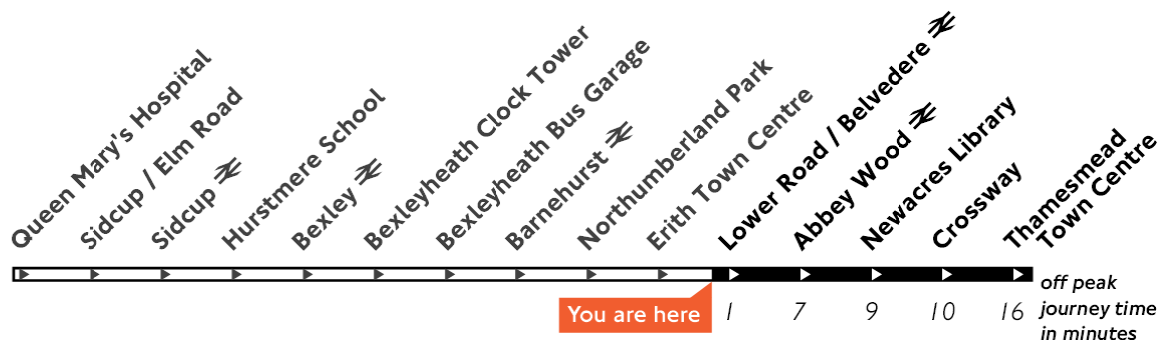 Queen Mary's Hospital
Sidcup / Elm Road
Sidcup
Hurstmere School
Bexley
Bexleyheath Clock Tower
Bexleyheath Bus Garage
Barnehurst
Northumberland Park
Erith Town Centre
Lower Road / Belvedere
Abbey Wood
Newacres Library
Crossway
Thamesmead
Town Centre
You are here
1 7 9 10 16
off peak
journey time
in minutes